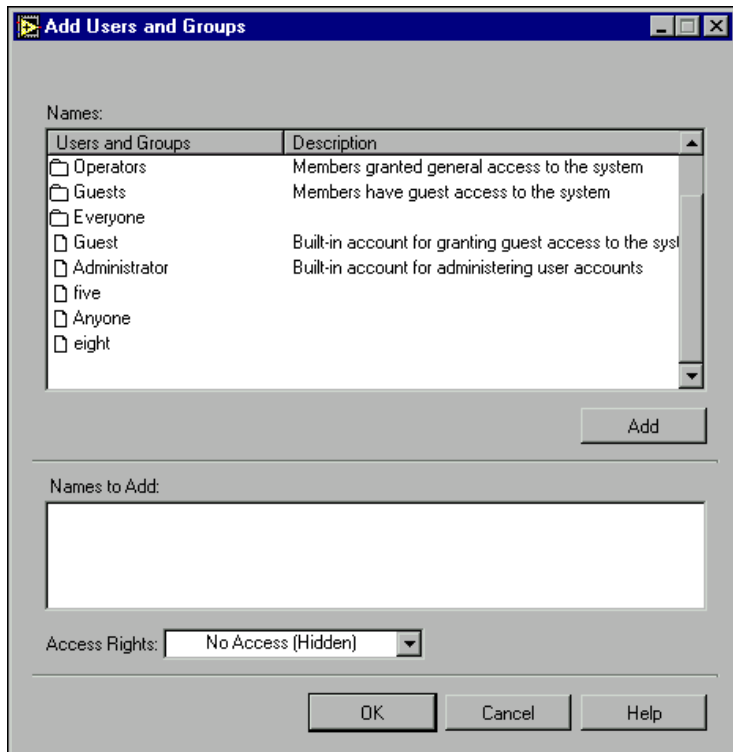 Add Users and Groups
Names:
Users and Groups Description
Operators Members granted general access to the system
Guests Members have guest access to the system
Everyone
Guest Built-in account for granting guest access to the syst
Administrator Built-in account for administering user accounts
five
Anyone
eight
Add
Names to Add:
Access Rights: No Access (Hidden)
OK Cancel Help